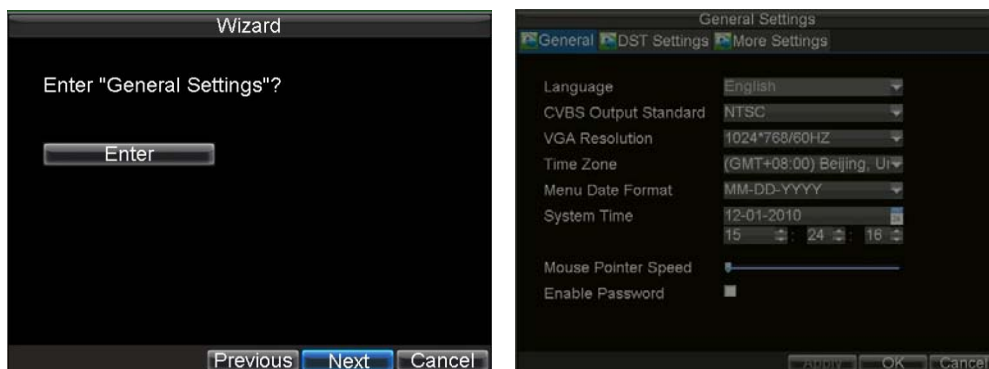 Wizard
Enter "General Settings"?
Enter
Previous Next Cancel
General Settings
General DST Settings More Settings
Language English
CVBS Output Standard NTSC
VGA Resolution 1024*768/60HZ
Time Zone (GMT+08:00) Beijing, Ur
Menu Date Format MM-DD-YYYY
System Time 12-01-2010
15 : 24 : 16
Mouse Pointer Speed
Enable Password
Apply OK Cancel